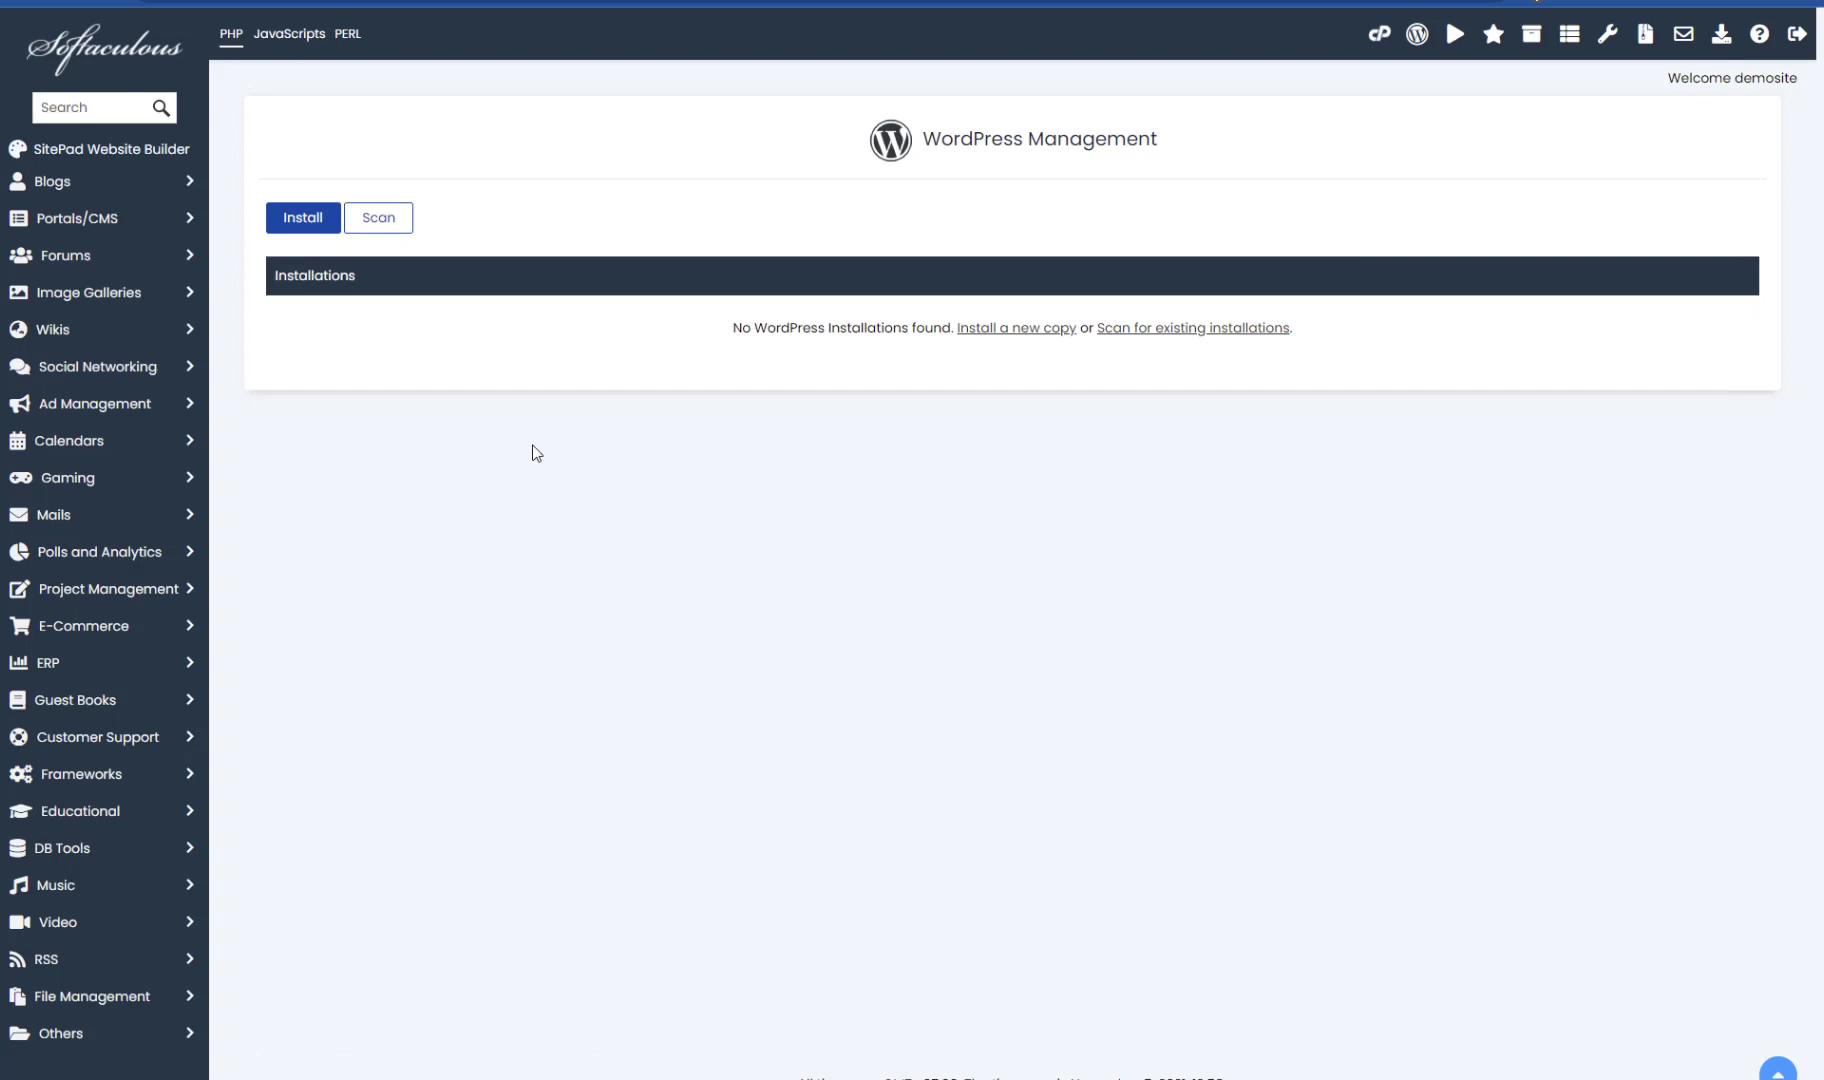 Softaculous
PHP JavaScripts PERL
cP
Welcome demosite
Search
SitePad Website Builder
Blogs
Portals/CMS
Forums
Image Galleries
Wikis
Social Networking
Ad Management
Calendars
Gaming
Mails
Polls and Analytics
Project Management
E-Commerce
ERP
Guest Books
Customer Support
Frameworks
Educational
DB Tools
Music
Video
RSS
File Management
Others
WordPress Management
Install Scan
Installations
No WordPress Installations found. Install a new copy or Scan for existing installations.